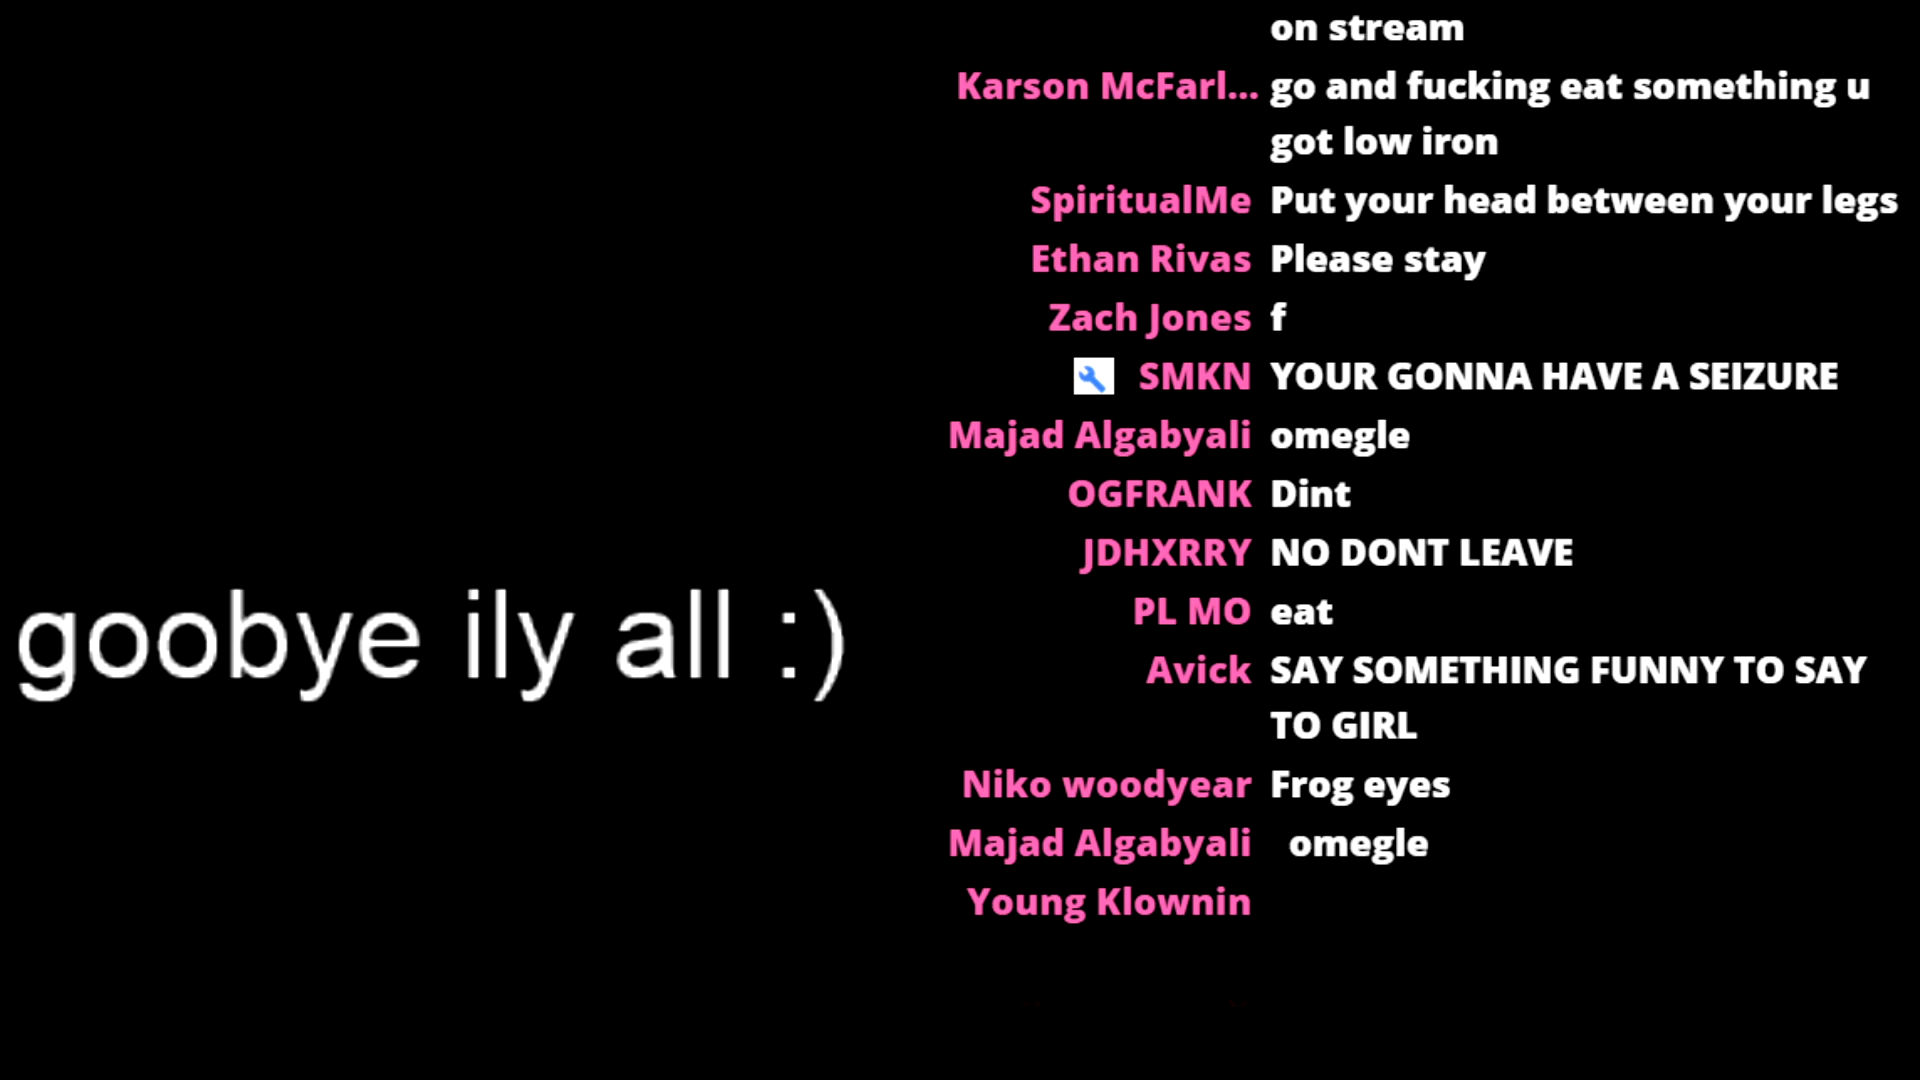 on stream
Karson McFarl... go and fucking eat something u
got low iron
SpiritualMe Put your head between your legs
Ethan Rivas Please stay
Zach Jones f
SMKN YOUR GONNA HAVE A SEIZURE
Majad Algabyali omegle
OGFRANK Dint
JDHXRRY NO DONT LEAVE
PL MO eat
Avick SAY SOMETHING FUNNY TO SAY
TO GIRL
Niko woodyear Frog eyes
Majad Algabyali omegle
Young Klownin
goobye ily all :)